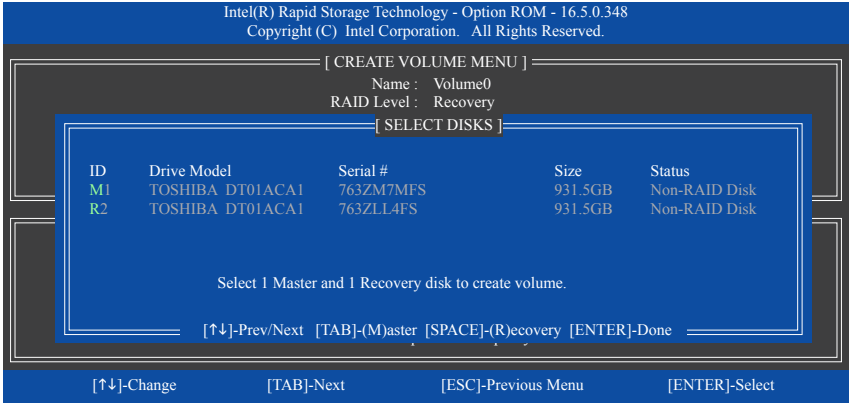 Intel(R) Rapid Storage Technology - Option ROM - 16.5.0.348
Copyright (C) Intel Corporation. All Rights Reserved.
[ CREATE VOLUME MENU ]
Name : Volume0
RAID Level : Recovery
[ SELECT DISKS ]
ID Drive Model Serial # Size Status
M1 TOSHIBA DT01ACA1 763ZM7MFS 931.5GB Non-RAID Disk
R2 TOSHIBA DT01ACA1 763ZLL4FS 931.5GB Non-RAID Disk
Select 1 Master and 1 Recovery disk to create volume.
[↑↓]-Prev/Next [TAB]-(M)aster [SPACE]-(R)ecovery [ENTER]-Done
[↑↓]-Change [TAB]-Next [ESC]-Previous Menu [ENTER]-Select